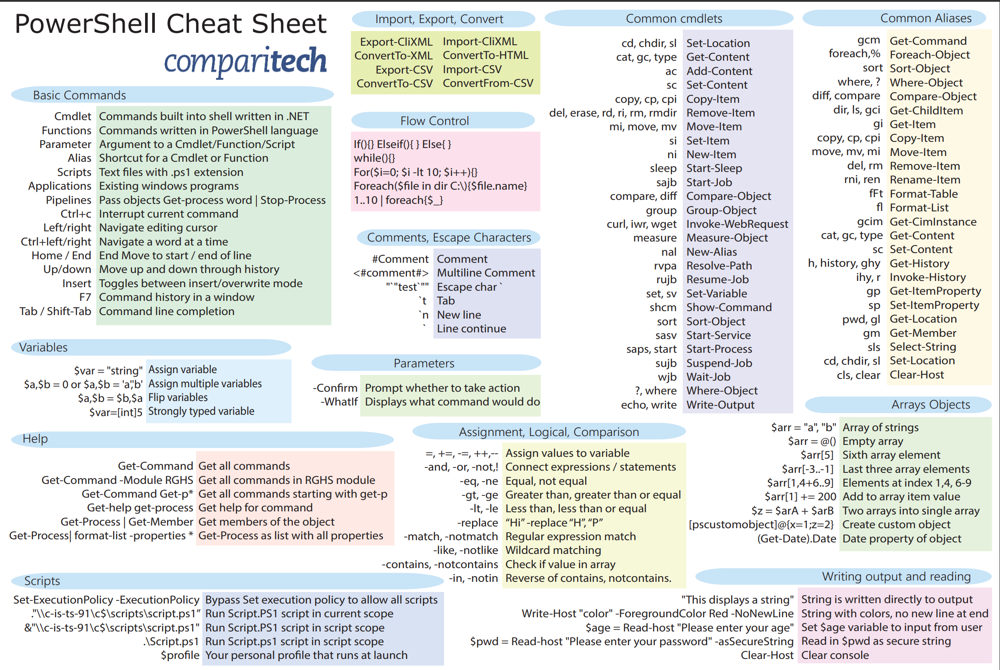 PowerShell Cheat Sheet
comparitech
Basic Commands
Cmdlet Commands built into shell written in .NET
Functions Commands written in PowerShell language
Parameter Argument to a Cmdlet/Function/Script
Alias Shortcut for a Cmdlet or Function
Scripts Text files with .ps1 extension
Applications Existing windows programs
Pipelines Pass objects Get-process word | Stop-Process
Ctrl+c Interrupt current command
Left/right Navigate editing cursor
Ctrl+left/right Navigate a word at a time
Home / End End Move to start / end of line
Up/down Move up and down through history
Insert Toggles between insert/overwrite mode
F7 Command history in a window
Tab / Shift-Tab Command line completion
Variables
$var = "string" Assign variable
$a,$b = 0 or $a,$b = 'a','b' Assign multiple variables
$a,$b = $b,$a Flip variables
$var=[int]5 Strongly typed variable
Help
Get-Command Get all commands
Get-Command -Module RGHS Get all commands in RGHS module
Get-Command Get-p* Get all commands starting with get-p
Get-help get-process Get help for command
Get-Process | Get-Member Get members of the object
Get-Process| format-list -properties * Get-Process as list with all properties
Scripts
Set-ExecutionPolicy -ExecutionPolicy Bypass Set execution policy to allow all scripts
."\\c-is-ts-91\c$\scripts\script.ps1” Run Script.PS1 script in current scope
&"\\c-is-ts-91\c$\scripts\script.ps1" Run Script.PS1 script in script scope
.\Script.ps1 Run Script.ps1 script in script scope
$profile Your personal profile that runs at launch
Import, Export, Convert
Export-CliXML Import-CliXML
ConvertTo-XML ConvertTo-HTML
Export-CSV Import-CSV
ConvertTo-CSV ConvertFrom-CSV
Flow Control
If(){} Elseif(){ } Else{ }
while(){}
For($i=0; $i -lt 10; $i++){}
Foreach($file in dir C:\){$file.name}
1..10 | foreach{$_}
Comments, Escape Characters
#Comment Comment
<#comment#> Multiline Comment
"`"test`"" Escape char `
`t Tab
`n New line
` Line continue
Parameters
-Confirm Prompt whether to take action
-WhatIf Displays what command would do
Assignment, Logical, Comparison
=, +=, -=, ++,-- Assign values to variable
-and, -or, -not,! Connect expressions / statements
-eq, -ne Equal, not equal
-gt, -ge Greater than, greater than or equal
-lt, -le Less than, less than or equal
-replace “Hi” -replace “H”, “P”
-match, -notmatch Regular expression match
-like, -notlike Wildcard matching
-contains, -notcontains Check if value in array
-in, -notin Reverse of contains, notcontains.
Common cmdlets
cd, chdir, sl Set-Location
cat, gc, type Get-Content
ac Add-Content
sc Set-Content
copy, cp, cpi Copy-Item
del, erase, rd, ri, rm, rmdir Remove-Item
mi, move, mv Move-Item
si Set-Item
ni New-Item
sleep Start-Sleep
sajb Start-Job
compare, diff Compare-Object
group Group-Object
curl, iwr, wget Invoke-WebRequest
measure Measure-Object
nal New-Alias
rvpa Resolve-Path
rujb Resume-Job
set, sv Set-Variable
shcm Show-Command
sort Sort-Object
sasv Start-Service
saps, start Start-Process
sujb Suspend-Job
wjb Wait-Job
?, where Where-Object
echo, write Write-Output
Common Aliases
gcm Get-Command
foreach,% Foreach-Object
sort Sort-Object
where, ? Where-Object
diff, compare Compare-Object
dir, ls, gci Get-ChildItem
gi Get-Item
copy, cp, cpi Copy-Item
move, mv, mi Move-Item
del, rm Remove-Item
rni, ren Rename-Item
fFt Format-Table
fl Format-List
gcim Get-CimInstance
cat, gc, type Get-Content
sc Set-Content
h, history, ghy Get-History
ihy, r Invoke-History
gp Get-ItemProperty
sp Set-ItemProperty
pwd, gl Get-Location
gm Get-Member
sls Select-String
cd, chdir, sl Set-Location
cls, clear Clear-Host
Arrays Objects
$arr = "a", "b" Array of strings
$arr = @() Empty array
$arr[5] Sixth array element
$arr[-3..-1] Last three array elements
$arr[1,4+6..9] Elements at index 1,4, 6-9
$arr[1] += 200 Add to array item value
$z = $arA + $arB Two arrays into single array
[pscustomobject]@{x=1;z=2} Create custom object
(Get-Date).Date Date property of object
Writing output and reading
"This displays a string" String is written directly to output
Write-Host "color" -ForegroundColor Red -NoNewLine String with colors, no new line at end
$age = Read-host "Please enter your age" Set $age variable to input from user
$pwd = Read-host "Please enter your password" -asSecureString Read in $pwd as secure string
Clear-Host Clear console